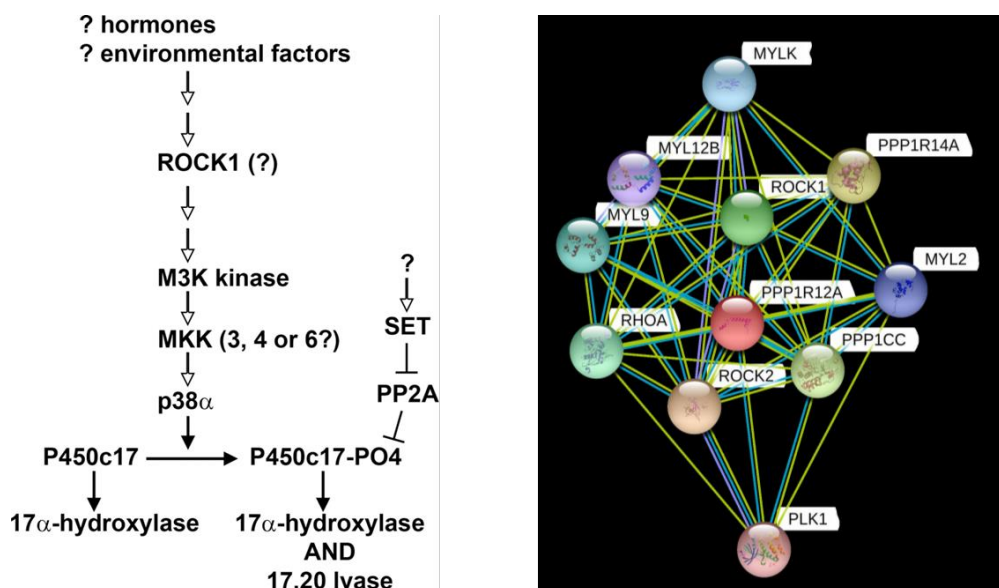 ? hormones
? environmental factors
ROCK1 (?)
M3K kinase
MKK (3, 4 or 6?)
p38α
?
SET
PP2A
P450c17
P450c17-PO4
17α-hydroxylase
17α-hydroxylase
AND
17,20 lyase
MYLK
MYL12B
PPP1R14A
ROCK1
MYL9
MYL2
PPP1R12A
RHOA
PPP1CC
ROCK2
PLK1